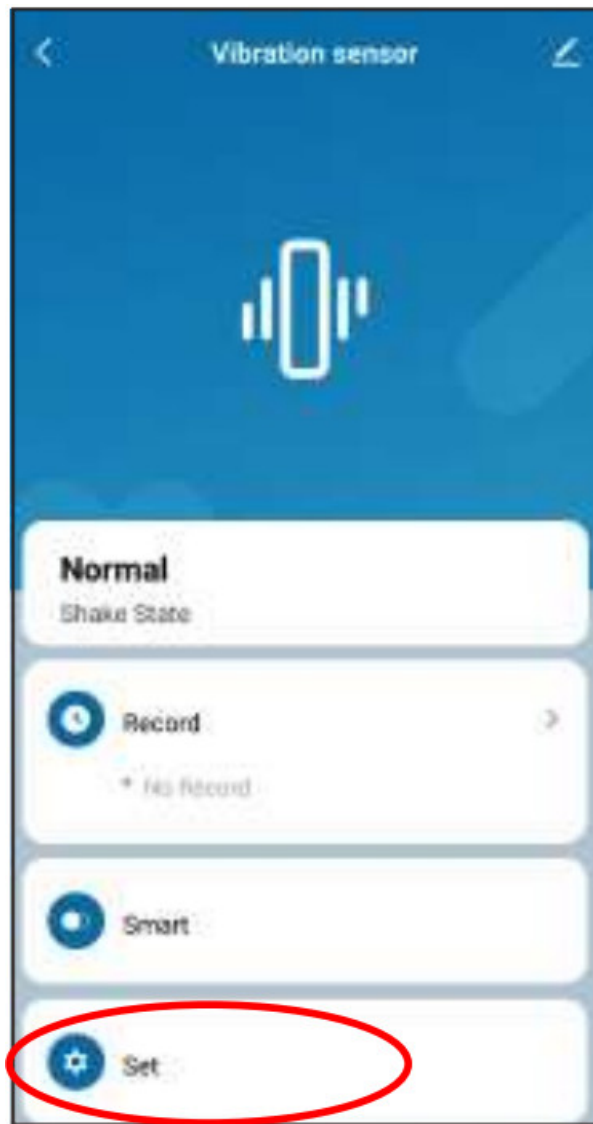 Vibration sensor
Normal
Shake State
Record
* No Record
Smart
Set